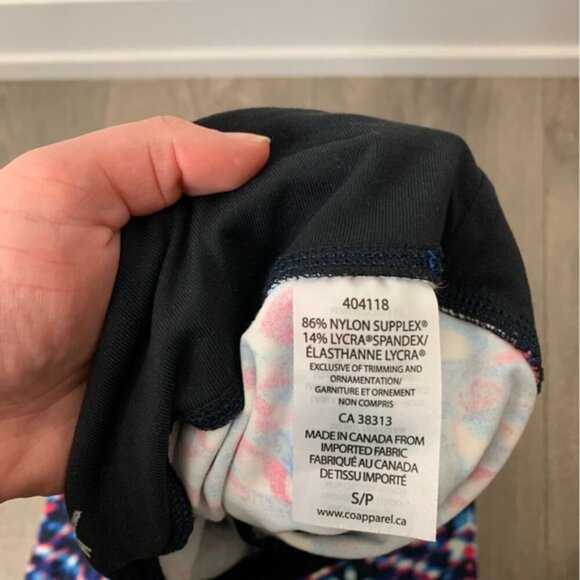 404118
86% NYLON SUPPLEX®
14% LYCRA®SPANDEX/
ÉLASTHANNE LYCRA®
EXCLUSIVE OF TRIMMING AND
ORNAMENTATION/
GARNITURE ET ORNEMENT
NON COMPRIS
CA 38313
MADE IN CANADA FROM
IMPORTED FABRIC
FABRIQUÉ AU CANADA
DE TISSU IMPORTÉ
S/P
www.coapparel.ca